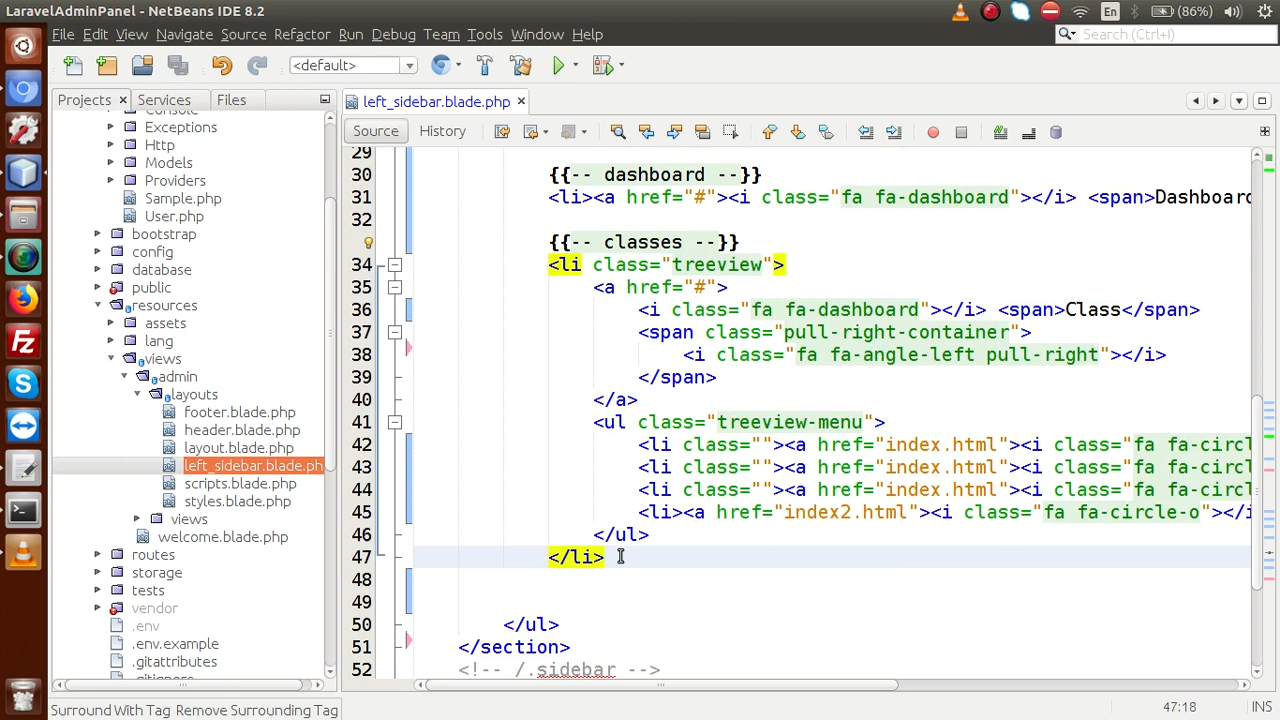 LaravelAdminPanel - NetBeans IDE 8.2
En
(86%)
File Edit View Navigate Source Refactor Run Debug Team Tools Window Help
Search (Ctrl+I)
<default>
Projects
Services
Files
left_sidebar.blade.php
Source
History
Exceptions
Http
Models
Providers
Sample.php
User.php
bootstrap
config
database
public
resources
assets
lang
views
admin
layouts
footer.blade.php
header.blade.php
layout.blade.php
left_sidebar.blade.ph
scripts.blade.php
styles.blade.php
views
welcome.blade.php
routes
storage
tests
vendor
.env
.env.example
.gitattributes
29
30 {{-- dashboard --}}
31 <li><a href="#"><i class="fa fa-dashboard"></i> <span>Dashboard
32
{{-- classes --}}
34 <li class="treeview">
35 <a href="#">
36 <i class="fa fa-dashboard"></i> <span>Class</span>
37 <span class="pull-right-container">
38 <i class="fa fa-angle-left pull-right"></i>
39 </span>
40 </a>
41 <ul class="treeview-menu">
42 <li class=""><a href="index.html"><i class="fa fa-circl
43 <li class=""><a href="index.html"><i class="fa fa-circl
44 <li class=""><a href="index.html"><i class="fa fa-circl
45 <li><a href="index2.html"><i class="fa fa-circle-o"></i
46 </ul>
47 </li>
48
49
50 </ul>
51 </section>
52 <!-- /.sidebar -->
Surround With Tag Remove Surrounding Tag
47:18
INS